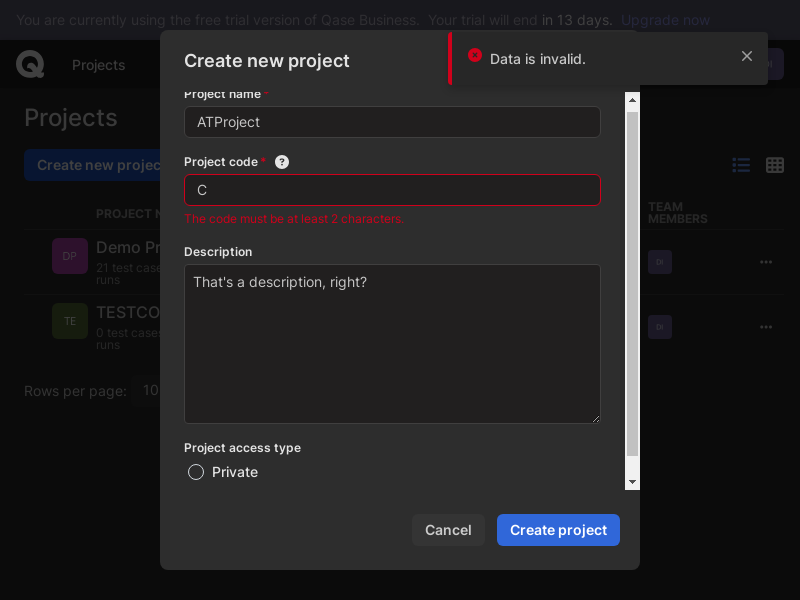 You are currently using the free trial version of Qase Business. Your trial will end in 13 days. Upgrade now
Projects
Create new project
Data is invalid.
Projects
Create new projec
Project name *
ATProject
Project code * ?
C
The code must be at least 2 characters.
Description
That's a description, right?
Project access type
Private
Cancel
Create project
PROJECT N
TEAM
MEMBERS
DP
Demo Pr
21 test case
runs
DI
TE
TESTCO
0 test cases
runs
DI
Rows per page: 10